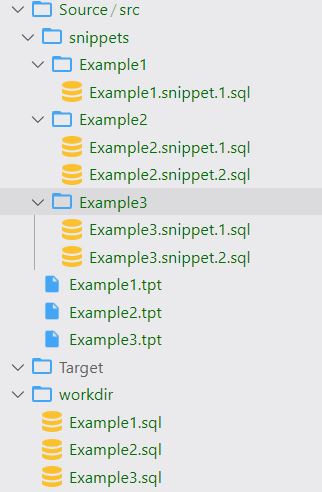 Source / src
snippets
Example1
Example1.snippet.1.sql
Example2
Example2.snippet.1.sql
Example2.snippet.2.sql
Example3
Example3.snippet.1.sql
Example3.snippet.2.sql
Example1.tpt
Example2.tpt
Example3.tpt
Target
workdir
Example1.sql
Example2.sql
Example3.sql